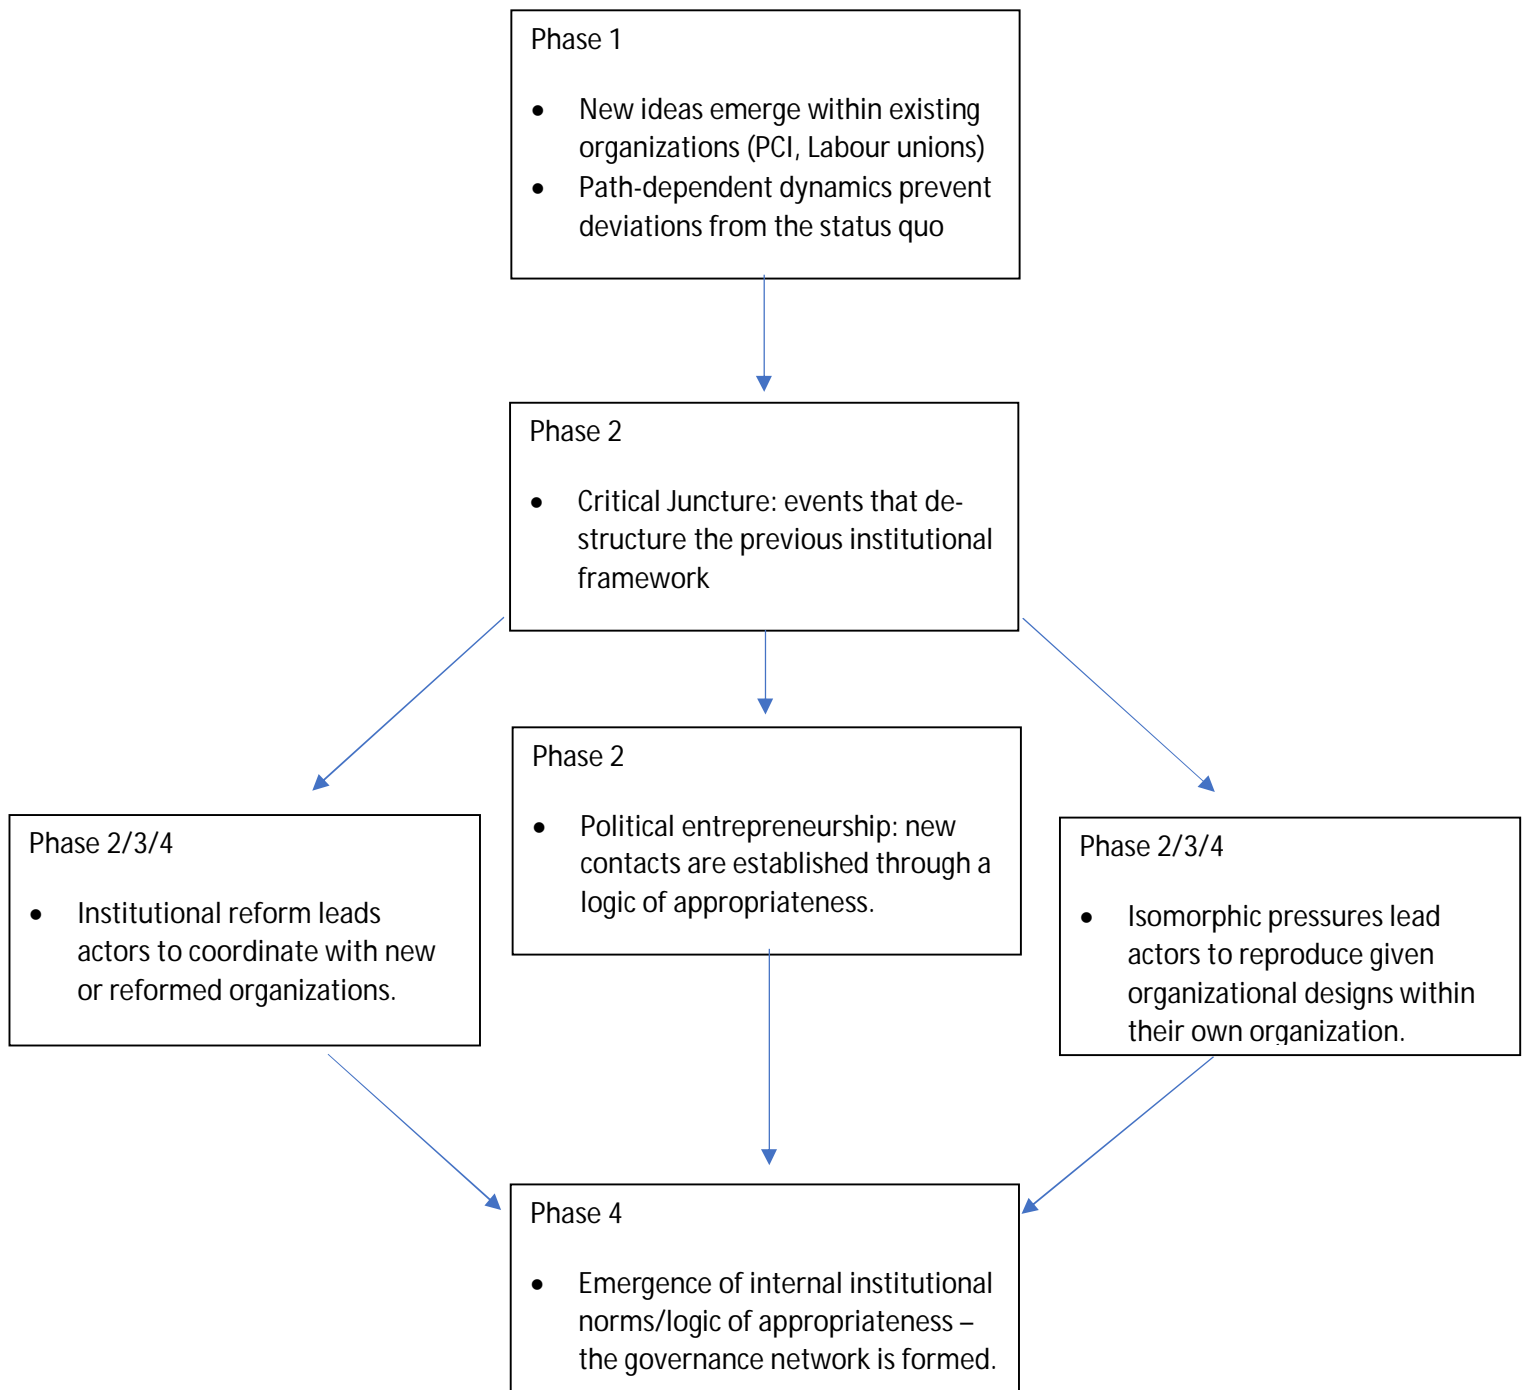 Phase 1
• New ideas emerge within existing
organizations (PCI, Labour unions)
• Path-dependent dynamics prevent
deviations from the status quo
Phase 2
• Critical Juncture: events that de-
structure the previous institutional
framework
Phase 2/3/4
• Institutional reform leads
actors to coordinate with new
or reformed organizations.
Phase 2
• Political entrepreneurship: new
contacts are established through a
logic of appropriateness.
Phase 2/3/4
• Isomorphic pressures lead
actors to reproduce given
organizational designs within
their own organization.
Phase 4
• Emergence of internal institutional
norms/logic of appropriateness –
the governance network is formed.